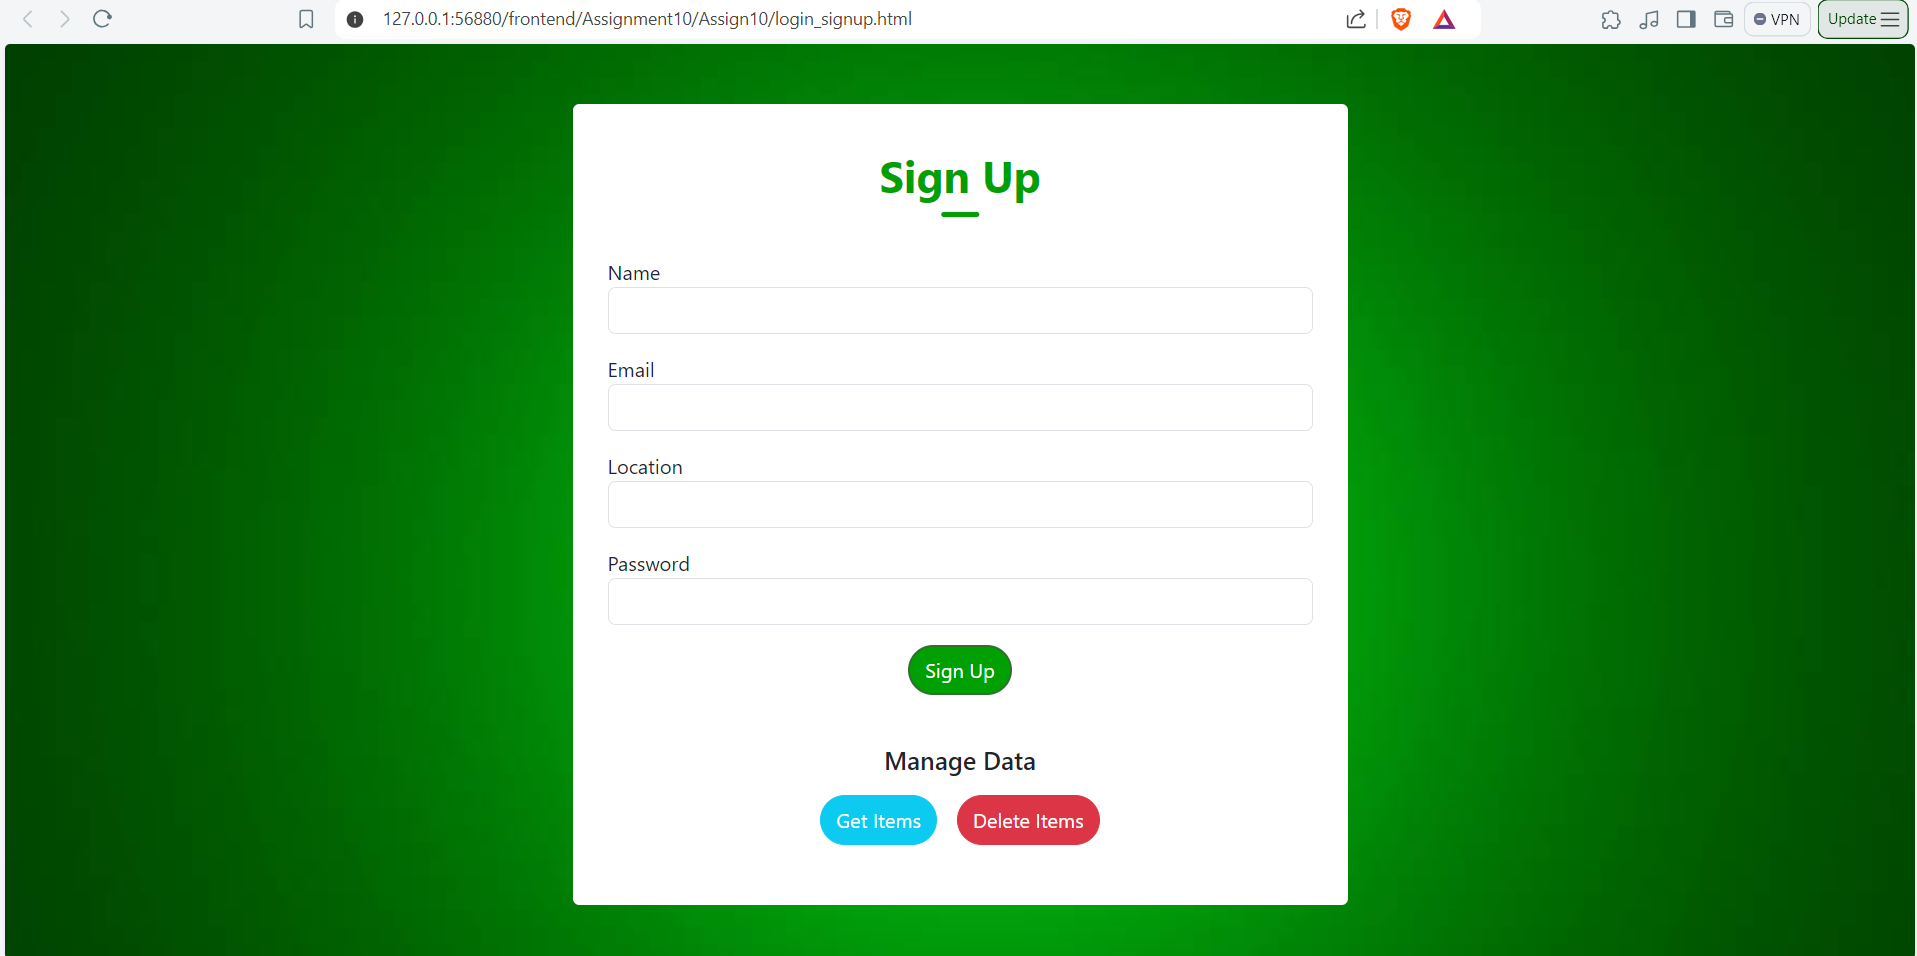 127.0.0.1:56880/frontend/Assignment10/Assign10/login_signup.html VPN Update
Sign Up
Name
Email
Location
Password
Sign Up
Manage Data
Get Items Delete Items